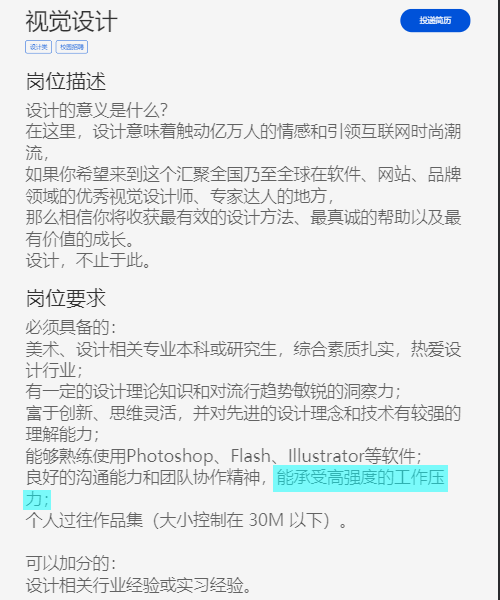 视觉设计
投递简历
设计类
校园招聘
岗位描述
设计的意义是什么?
在这里，设计意味着触动亿万人的情感和引领互联网时尚潮
流，
如果你希望来到这个汇聚全国乃至全球在软件、网站、品牌
领域的优秀视觉设计师、专家达人的地方，
那么相信你将收获最有效的设计方法、最真诚的帮助以及最
有价值的成长。
设计，不止于此。
岗位要求
必须具备的：
美术、设计相关专业本科或研究生，综合素质扎实，热爱设
计行业；
有一定的设计理论知识和对流行趋势敏锐的洞察力；
富于创新、思维灵活，并对先进的设计理念和技术有较强的
理解能力；
能够熟练使用Photoshop、Flash、Illustrator等软件；
良好的沟通能力和团队协作精神，能承受高强度的工作压
力；
个人过往作品集（大小控制在 30M 以下）。
可以加分的：
设计相关行业经验或实习经验。